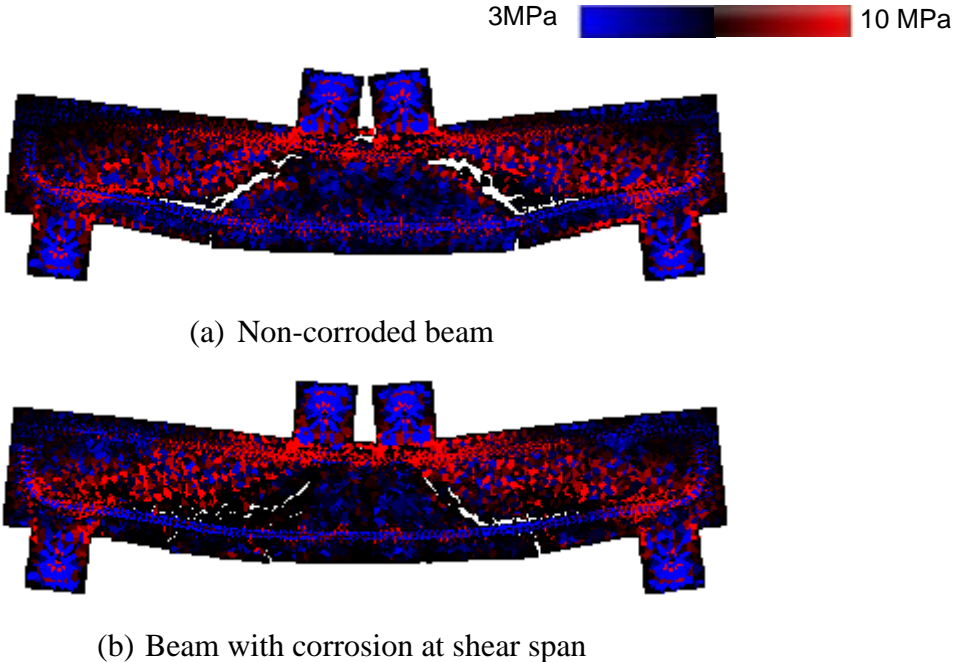 3MPa 10 MPa
(a) Non-corroded beam
(b) Beam with corrosion at shear span